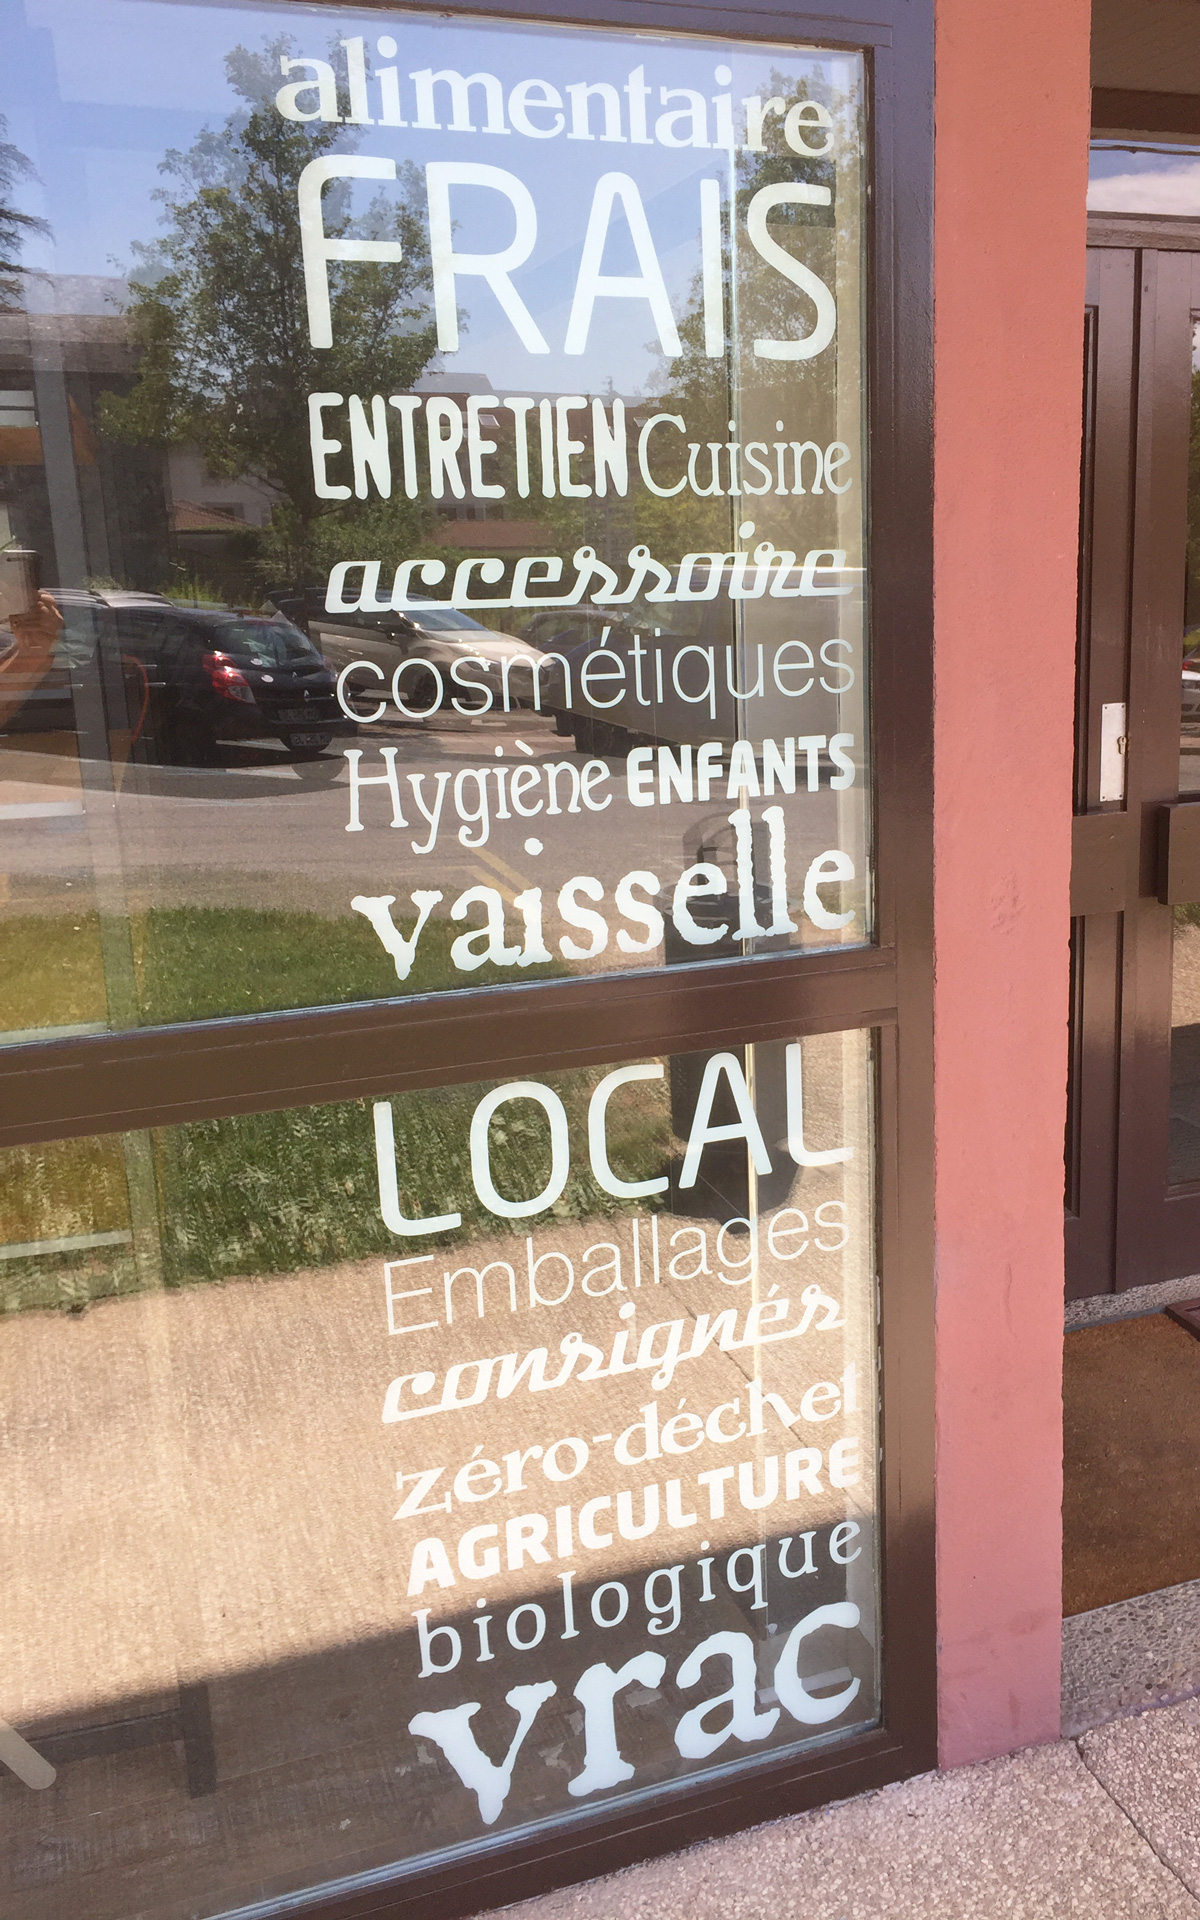 alimentaire
FRAIS
ENTRETIEN Cuisine
accessoire
cosmétiques
Hygiène ENFANTS
vaisselle
LOCAL
Emballages
consignés
zéro-déchet
AGRICULTURE
biologique
vrac